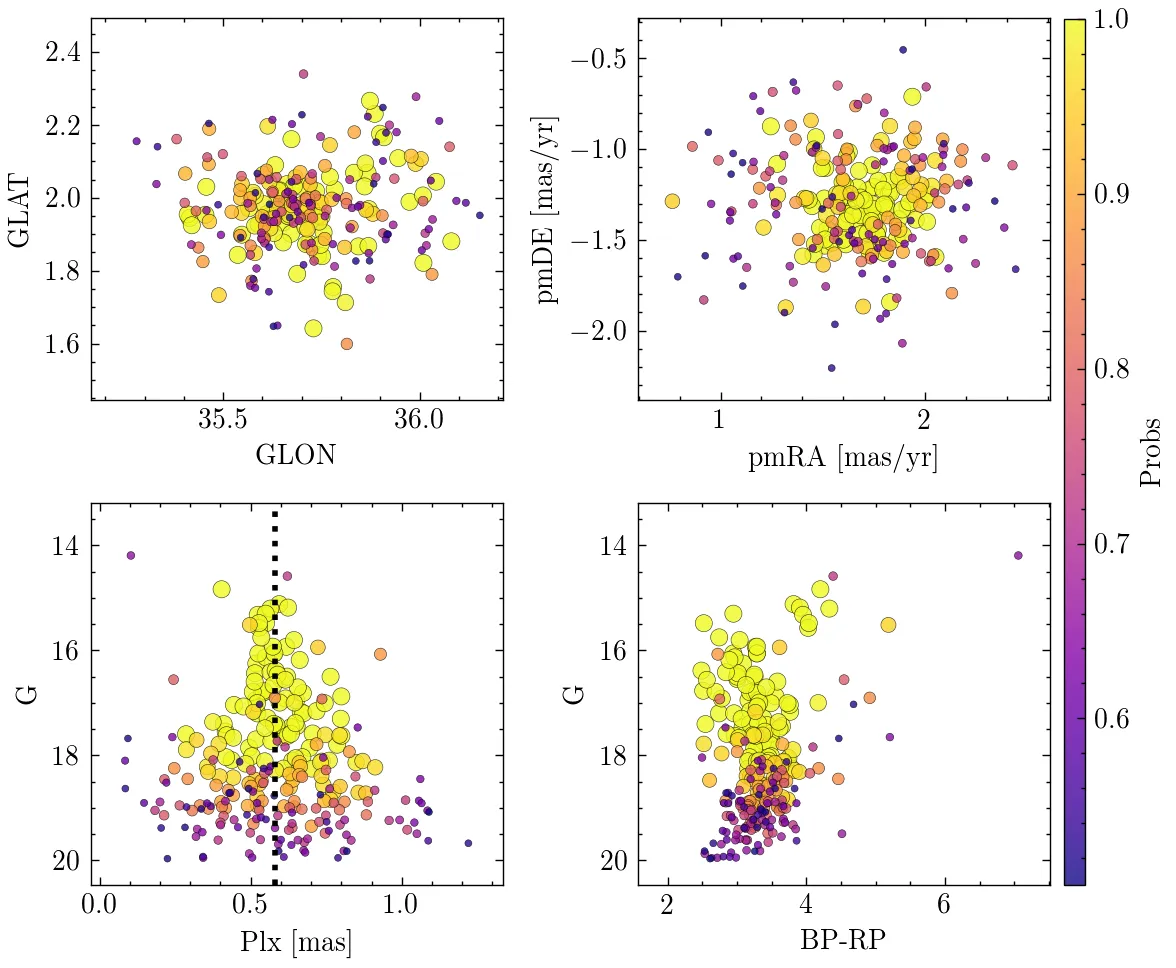 2.4
2.2
2.0
1.8
1.6
GLAT
35.5 36.0
GLON
−0.5
−1.0
−1.5
−2.0
pmDE [mas/yr]
1 2
pmRA [mas/yr]
14
16
18
20
G
0.0 0.5 1.0
Plx [mas]
14
16
18
20
G
2 4 6
BP-RP
1.0
0.9
0.8
0.7
0.6
Probs